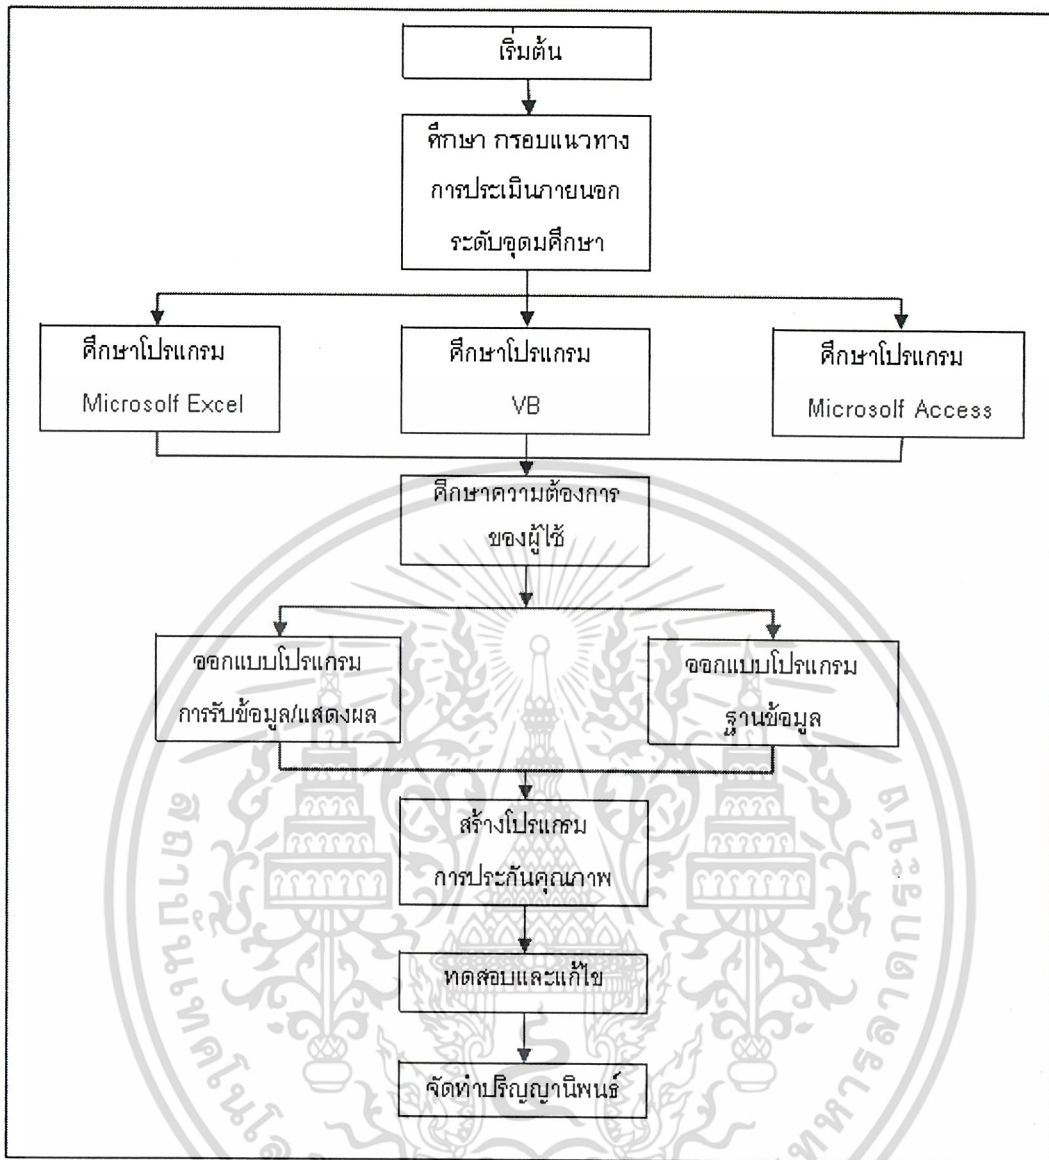 เริ่มต้น
ศึกษา กรอบแนวทาง
การประเมินภายนอก
ระดับอุดมศึกษา
ศึกษาโปรแกรม
Microsolf Excel
ศึกษาโปรแกรม
VB
ศึกษาโปรแกรม
Microsolf Access
ศึกษาความต้องการ
ของผู้ใช้
ออกแบบโปรแกรม
การรับข้อมูล/แสดงผล
ออกแบบโปรแกรม
ฐานข้อมูล
สร้างโปรแกรม
การประกันคุณภาพ
ทดสอบและแก้ไข
จัดทำปริญญานิพนธ์